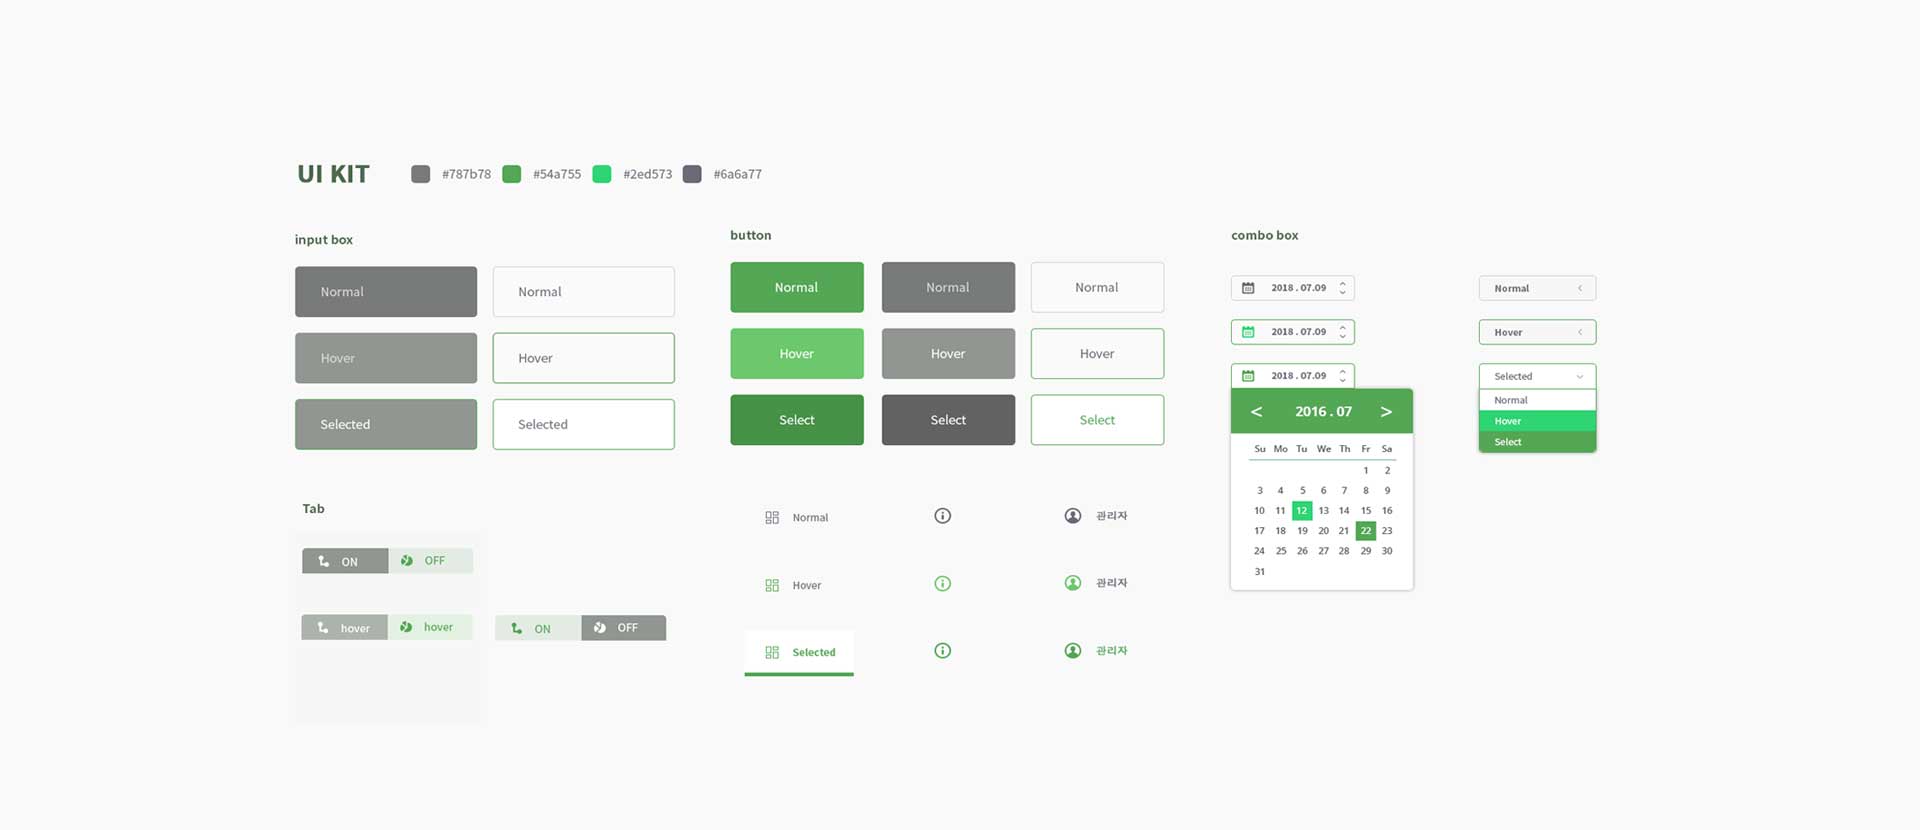 UI KIT #787b78 #54a755 #2ed573 #6a6a77
input box
Normal Normal
Hover Hover
Selected Selected
button
Normal Normal Normal
Hover Hover Hover
Select Select Select
combo box
2018 . 07.09
2018 . 07.09
2018 . 07.09
< 2016 . 07 >
Su Mo Tu We Th Fr Sa
1 2
3 4 5 6 7 8 9
10 11 12 13 14 15 16
17 18 19 20 21 22 23
24 25 26 27 28 29 30
31
Normal
Hover
Selected
Normal
Hover
Select
Tab
ON OFF
hover hover
ON OFF
Normal 관리자
Hover 관리자
Selected 관리자